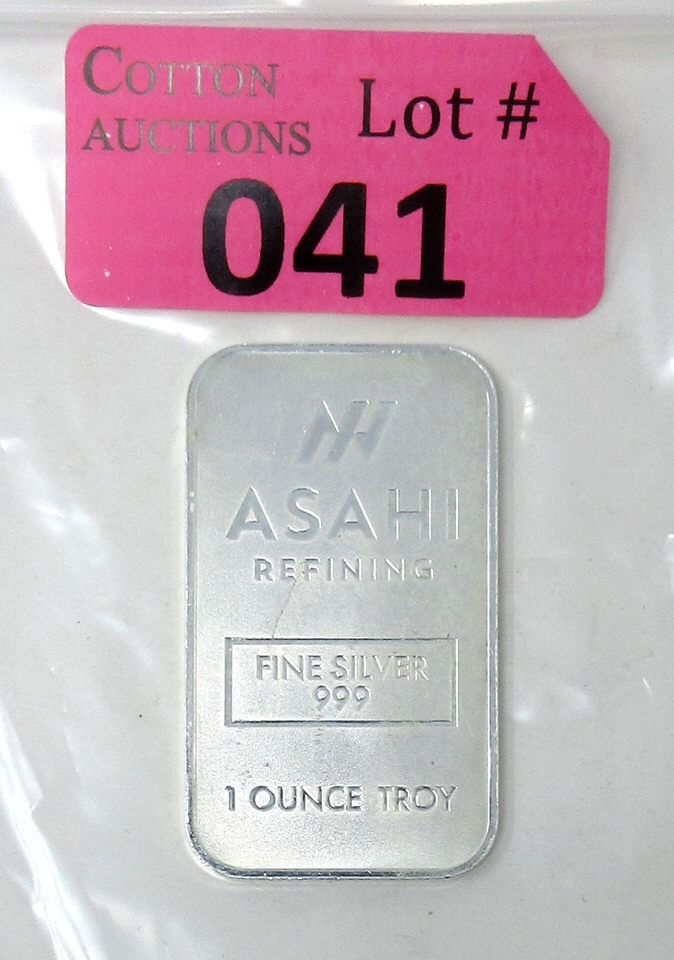 COTTON
AUCTIONS
Lot #
041
ASAHI
REFINING
FINE SILVER
999
1 OUNCE TROY